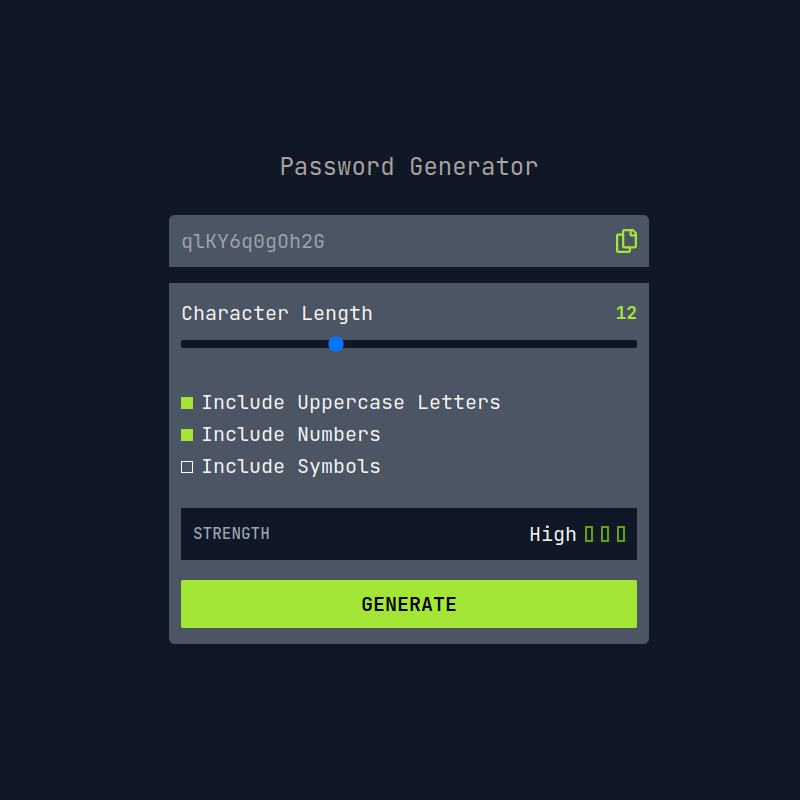 Password Generator
qlKY6q0gOh2G
Character Length 12
Include Uppercase Letters
Include Numbers
Include Symbols
STRENGTH High
GENERATE